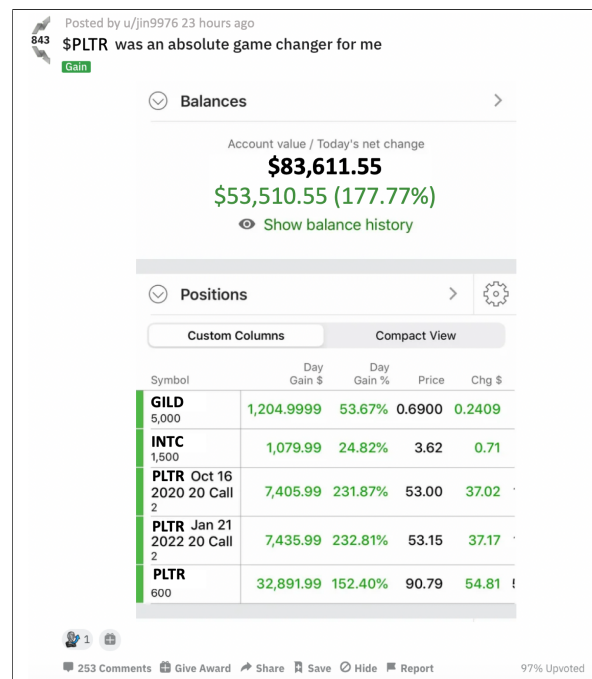 Posted by u/jin9976 23 hours ago
843
$PLTR was an absolute game changer for me
Gain
Balances
Account value / Today's net change
$83,611.55
$53,510.55 (177.77%)
Show balance history
Positions
Custom Columns Compact View
Symbol Day Gain $ Day Gain % Price Chg $
GILD
5,000 1,204.9999 53.67% 0.6900 0.2409
INTC
1,500 1,079.99 24.82% 3.62 0.71
PLTR Oct 16
2020 20 Call 7,405.99 231.87% 53.00 37.02
2
PLTR Jan 21
2022 20 Call 7,435.99 232.81% 53.15 37.17
2
PLTR
600 32,891.99 152.40% 90.79 54.81
1
253 Comments Give Award Share Save Hide Report 97% Upvoted